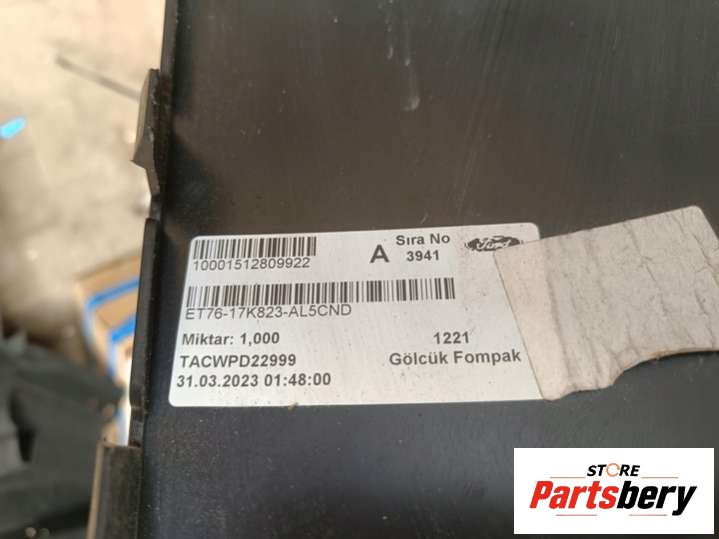 10001512809922
A
Sıra No
3941
Ford
ET76-17K823-AL5CND
Miktar: 1,000
1221
TACWPD22999
Gölcük Fompak
31.03.2023 01:48:00
STORE
Partsbery